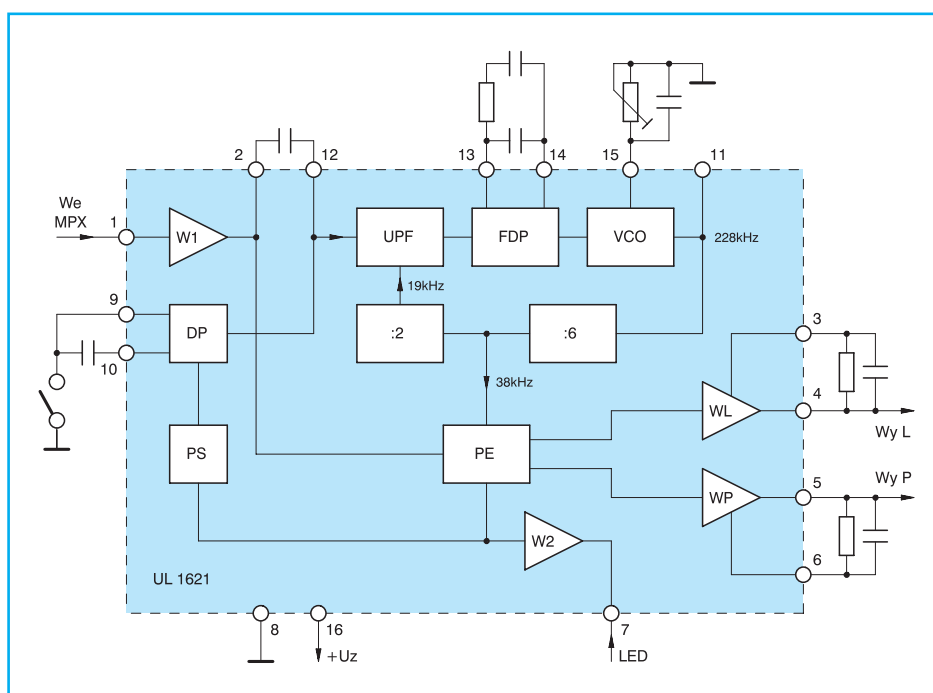 2 12 13 14 15 11
We
MPX
1
W1
UPF
FDP
VCO
228kHz
19kHz
9
DP
:2
:6
3
10
38kHz
4
WL
Wy L
PS
PE
Wy P
WP
5
W2
6
UL 1621
8 16 7
+Uz
LED